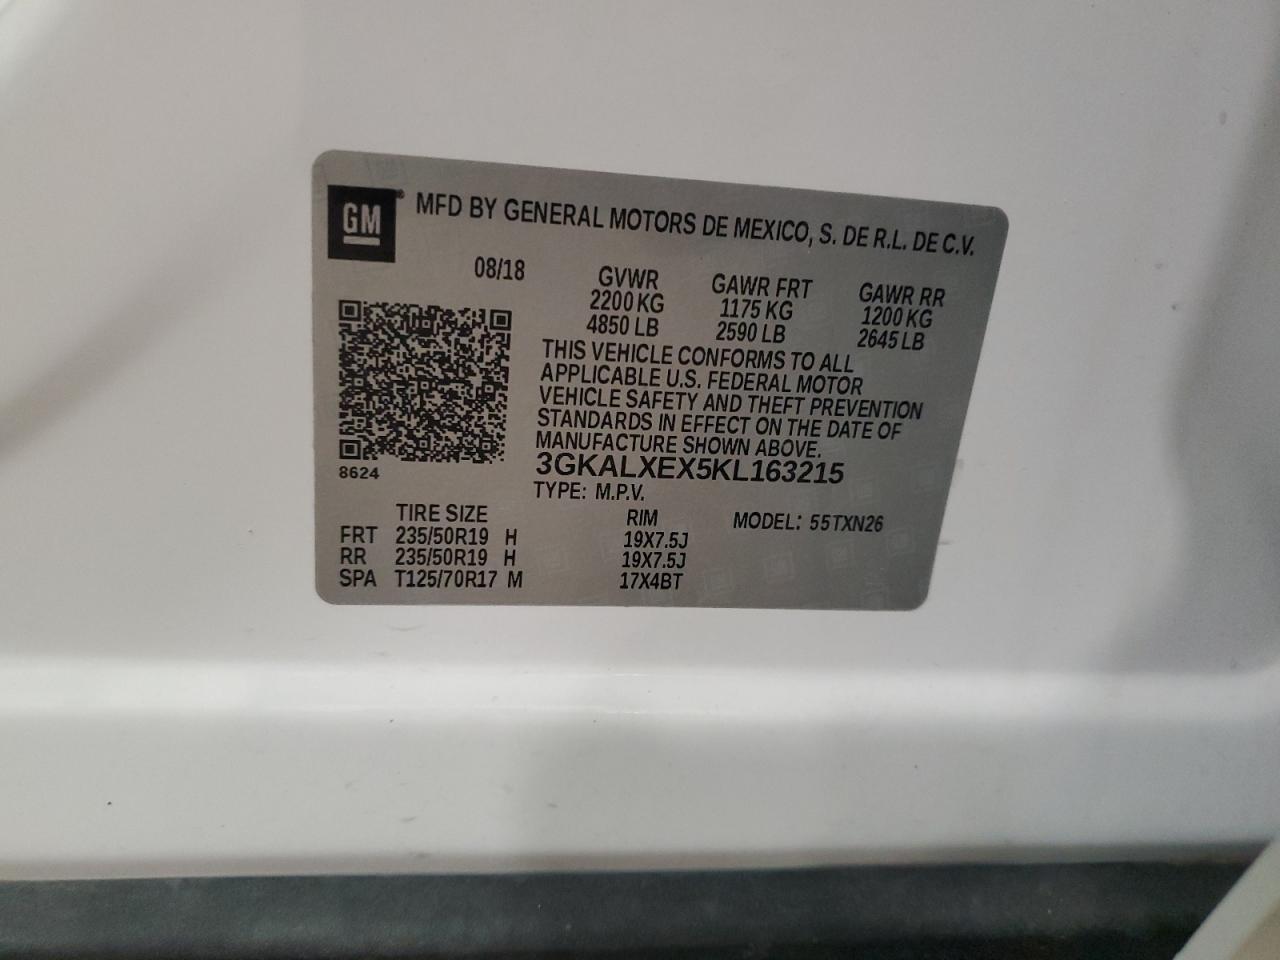 GM® MFD BY GENERAL MOTORS DE MEXICO, S. DE R.L. DE C.V.
08/18 GVWR GAWR FRT GAWR RR
2200 KG 1175 KG 1200 KG
4850 LB 2590 LB 2645 LB
THIS VEHICLE CONFORMS TO ALL
APPLICABLE U.S. FEDERAL MOTOR
VEHICLE SAFETY AND THEFT PREVENTION
STANDARDS IN EFFECT ON THE DATE OF
MANUFACTURE SHOWN ABOVE.
8624 3GKALXEX5KL163215
TYPE: M.P.V.
TIRE SIZE RIM MODEL: 55TXN26
FRT 235/50R19 H 19X7.5J
RR 235/50R19 H 19X7.5J
SPA T125/70R17 M 17X4BT